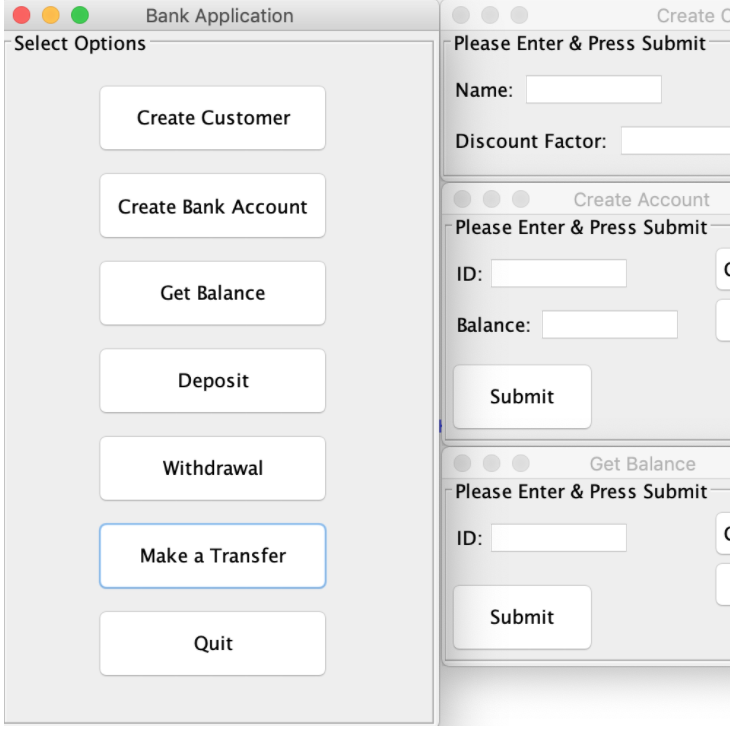 Bank Application
Select Options
Create Customer
Create Bank Account
Get Balance
Deposit
Withdrawal
Make a Transfer
Quit
Create
Please Enter & Press Submit
Name:
Discount Factor:
Create Account
Please Enter & Press Submit
ID:
Balance:
Submit
Get Balance
Please Enter & Press Submit
ID:
Submit